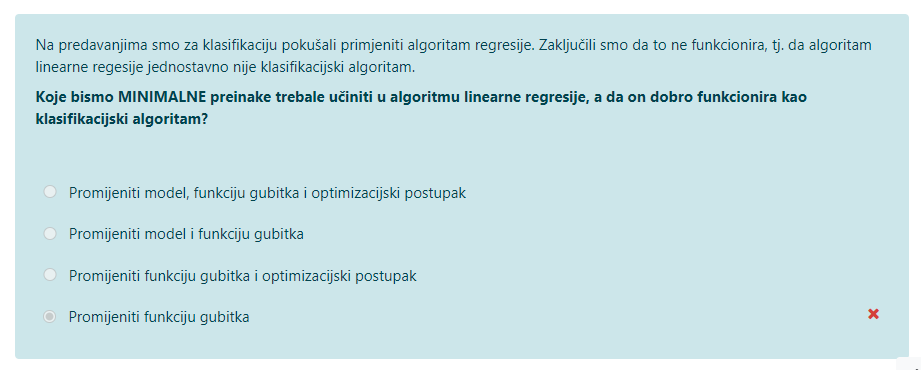 Na predavanjima smo za klasifikaciju pokušali primjeniti algoritam regresije. Zaključili smo da to ne funkcionira, tj. da algoritam
linearne regesije jednostavno nije klasifikacijski algoritam.
Koje bismo MINIMALNE preinake trebale učiniti u algoritmu linearne regresije, a da on dobro funkcionira kao
klasifikacijski algoritam?
Promijeniti model, funkciju gubitka i optimizacijski postupak
Promijeniti model i funkciju gubitka
Promijeniti funkciju gubitka i optimizacijski postupak
Promijeniti funkciju gubitka